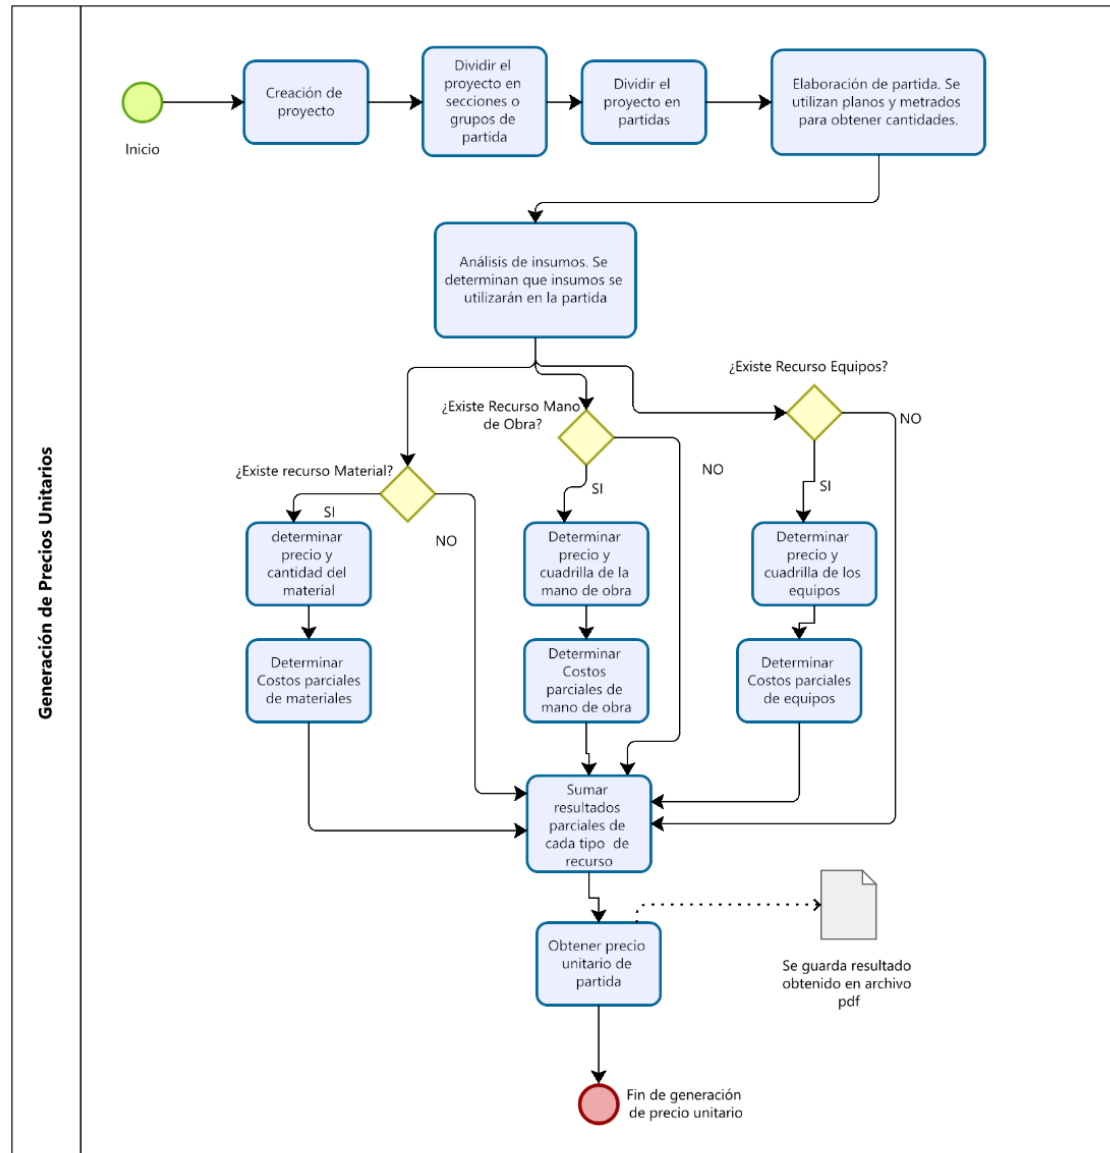 Generación de Precios Unitarios
Inicio
Creación de
proyecto
Dividir el
proyecto en
secciones o
grupos de
partida
Dividir el
proyecto en
partidas
Elaboración de partida. Se
utilizan planos y metrados
para obtener cantidades.
Análisis de insumos. Se
determinan que insumos se
utilizarán en la partida
¿Existe recurso Material?
SI
NO
¿Existe Recurso Mano
de Obra?
SI
NO
¿Existe Recurso Equipos?
SI
NO
determinar
precio y
cantidad del
material
Determinar
precio y
cuadrilla de la
mano de obra
Determinar
precio y
cuadrilla de los
equipos
Determinar
Costos parciales
de materiales
Determinar
Costos
parciales de
mano de obra
Determinar
Costos parciales
de equipos
Sumar
resultados
parciales de
cada tipo de
recurso
Obtener precio
unitario de
partida
Se guarda resultado
obtenido en archivo
pdf
Fin de generación
de precio unitario